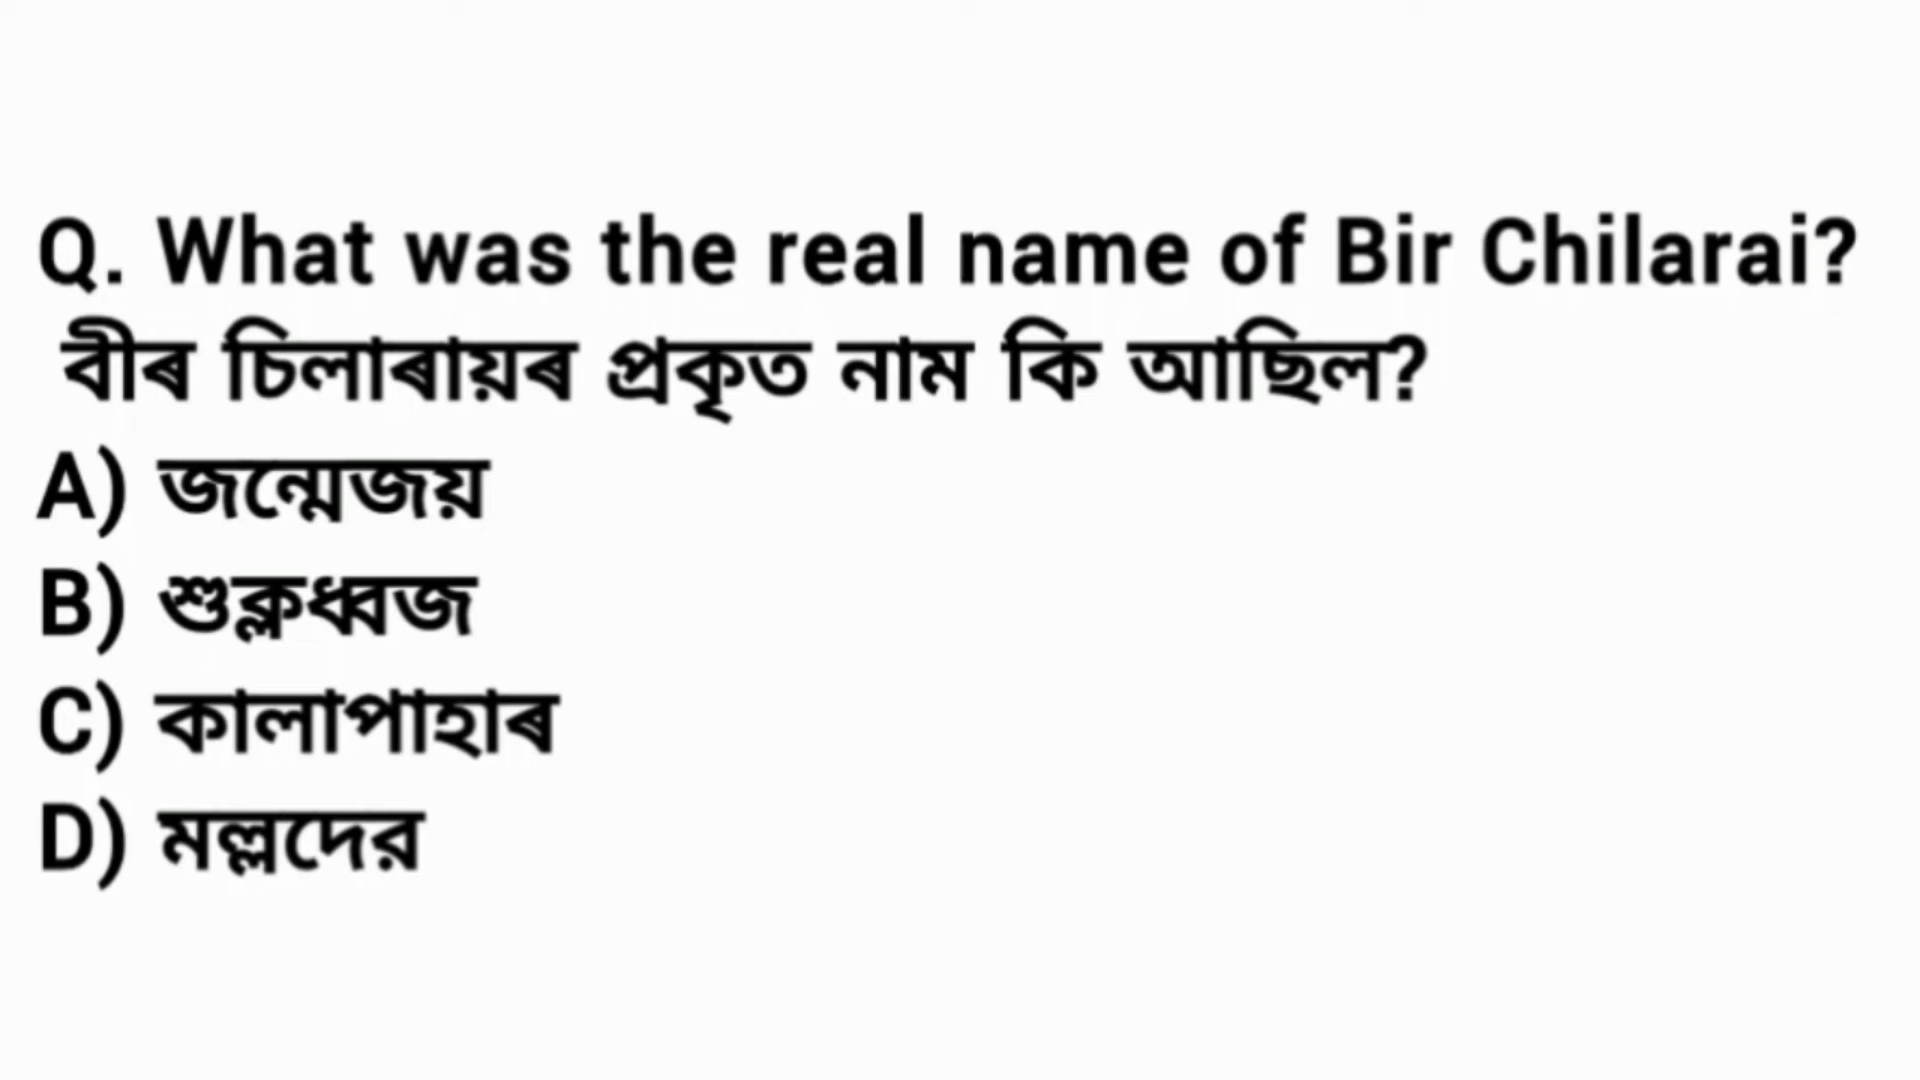 Q. What was the real name of Bir Chilarai?
বীৰ চিলাৰায়ৰ প্ৰকৃত নাম কি আছিল?
A) জন্মেজয়
B) শুক্লধ্বজ
C) কালাপাহাৰ
D) মল্লদের